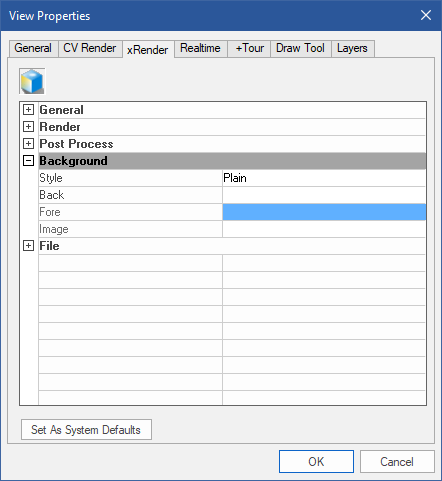 View Properties
General CV Render xRender Realtime +Tour Draw Tool Layers
General
Render
Post Process
Background
Style Plain
Back
Fore
Image
File
Set As System Defaults
OK Cancel